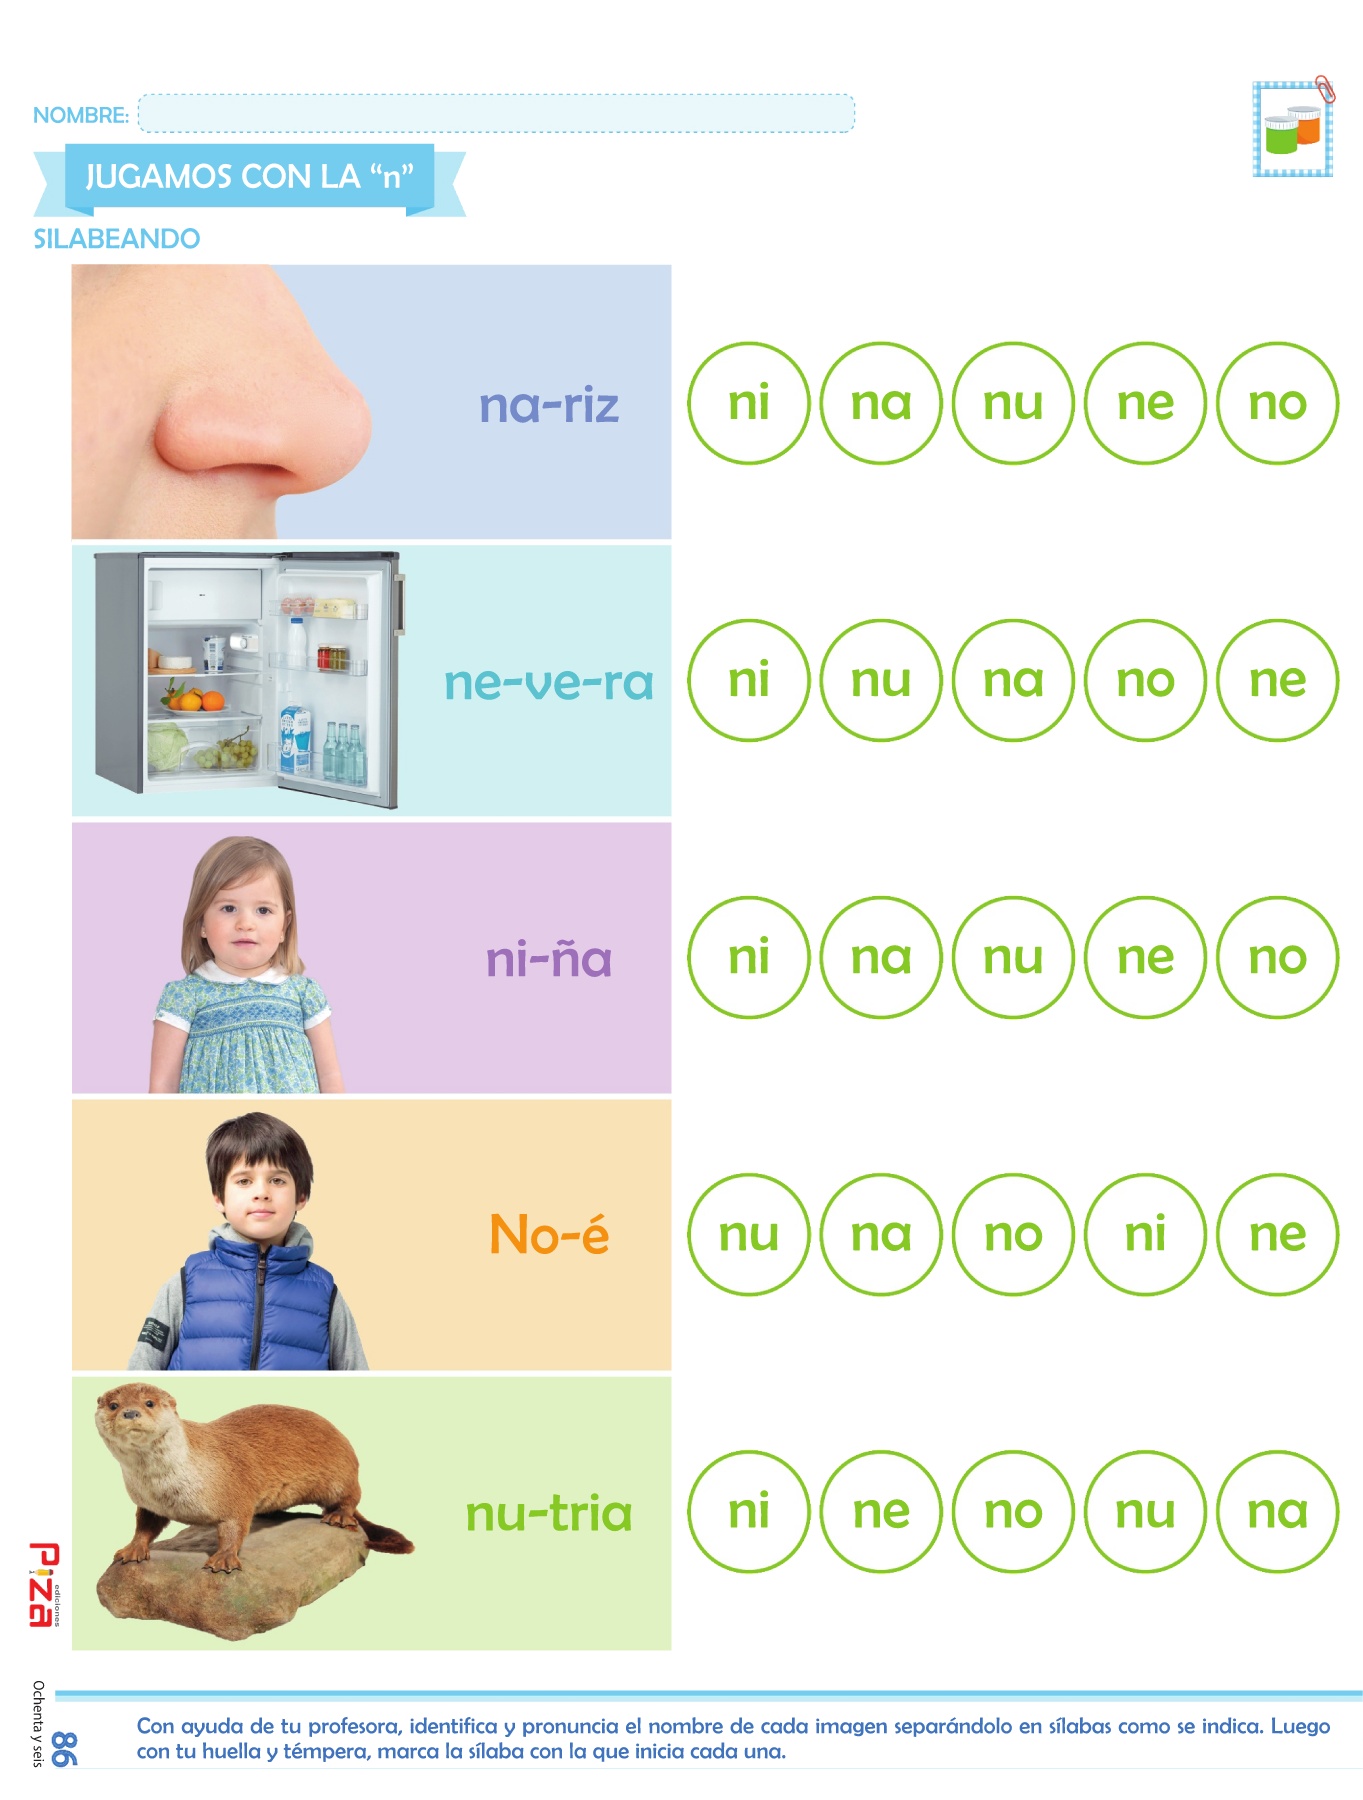 NOMBRE:
JUGAMOS CON LA “n”
SILABEANDO
na-riz
ni na nu ne no
ne-ve-ra
ni nu na no ne
ni-ña
ni na nu ne no
No-é
nu na no ni ne
nu-tria
ni ne no nu na
Piza
ediciones
Ochenta y seis
86
Con ayuda de tu profesora, identifica y pronuncia el nombre de cada imagen separándolo en sílabas como se indica. Luego
con tu huella y témpera, marca la sílaba con la que inicia cada una.